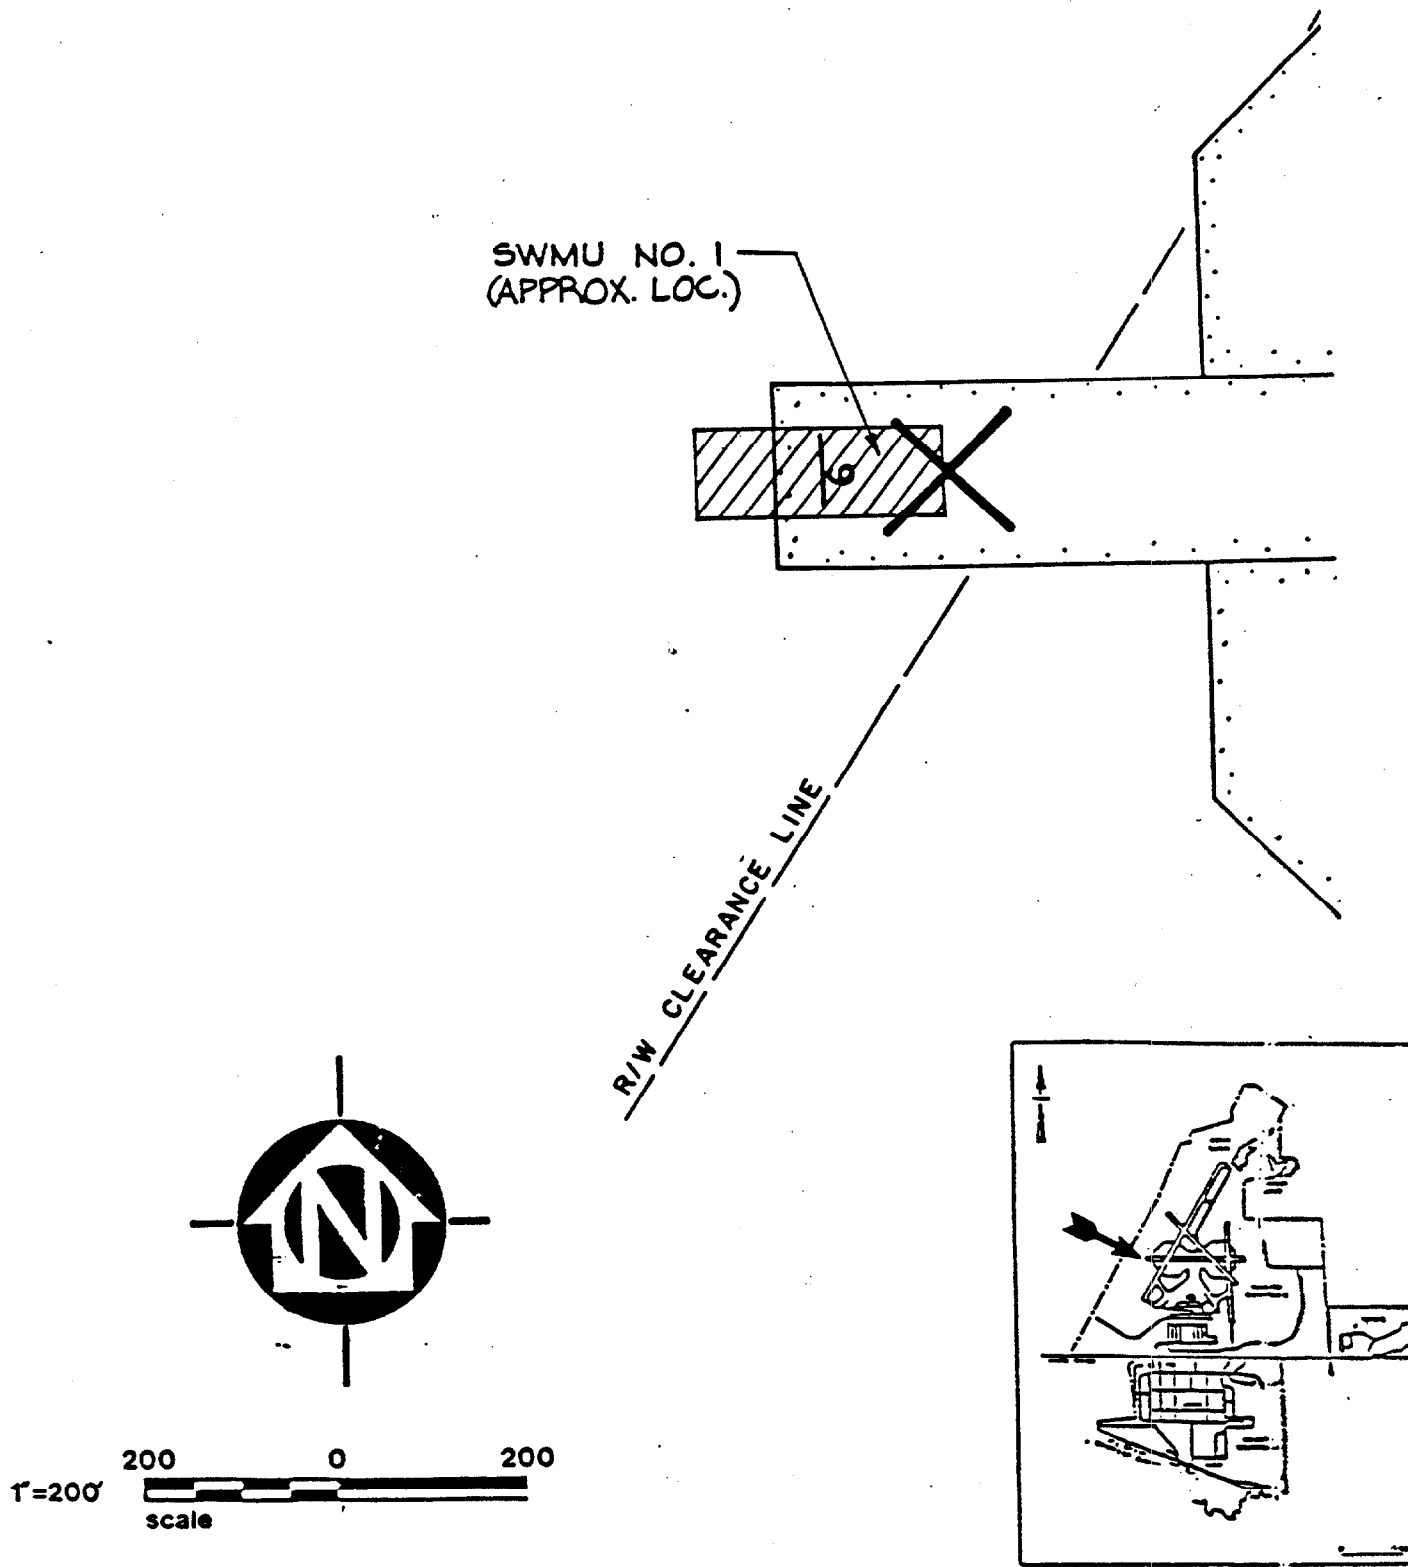 SWMU NO. 1
(APPROX. LOC.)
6
R/W CLEARANCE LINE
N
200 0 200
1"=200'
scale